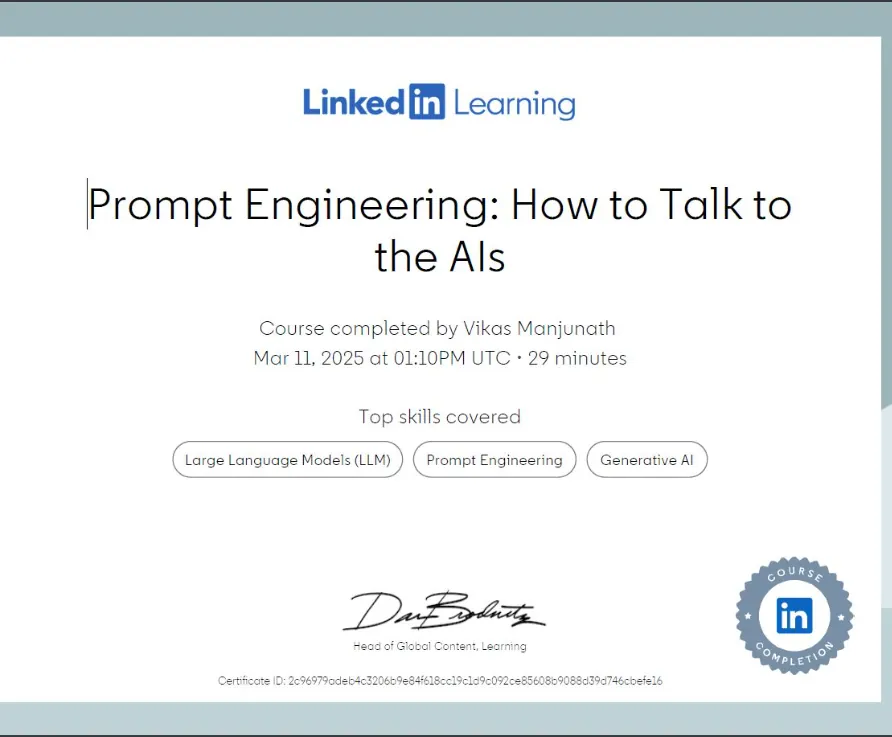 Linked in Learning
Prompt Engineering: How to Talk to
the AIs
Course completed by Vikas Manjunath
Mar 11, 2025 at 01:10PM UTC • 29 minutes
Top skills covered
Large Language Models (LLM) Prompt Engineering Generative AI
Head of Global Content, Learning
COURSE
in
COMPLETION
Certificate ID: 2c96979adeb4c3206b9e84f618cc19c1d9c092ce85608b9088d39d746cbefe16